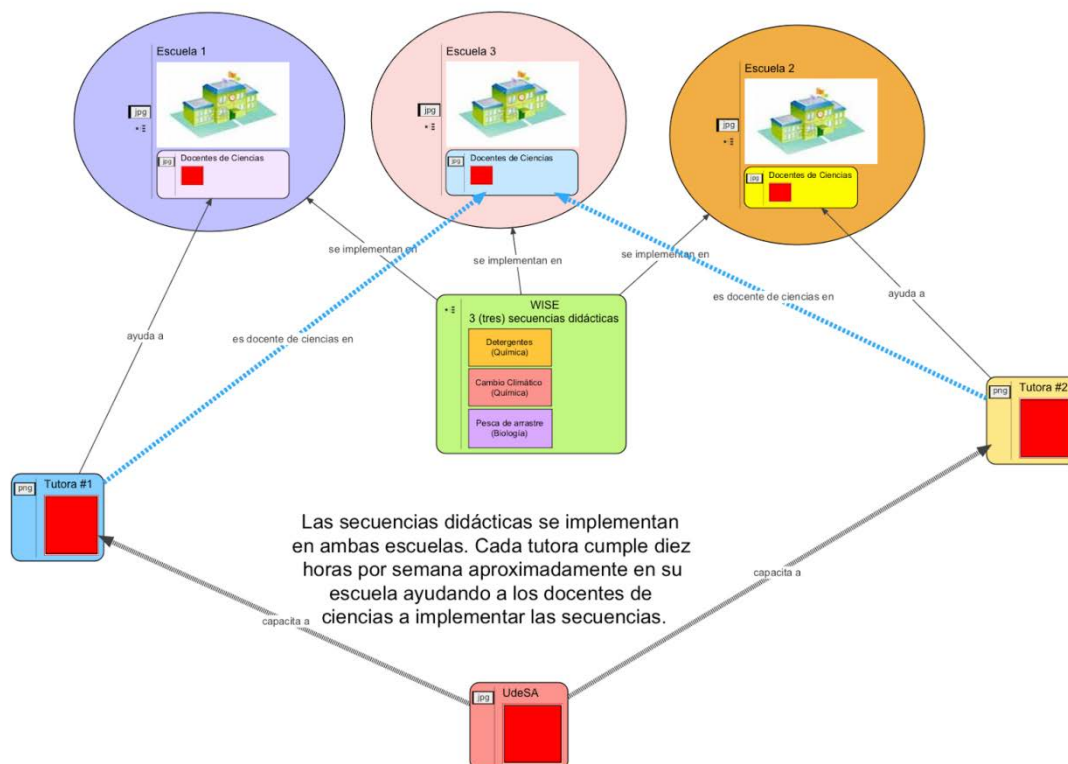 Escuela 1
jpg
Docentes de Ciencias
jpg
Escuela 3
jpg
Docentes de Ciencias
jpg
Escuela 2
jpg
Docentes de Ciencias
jpg
se implementan en
se implementan en
se implementan en
es docente de ciencias en
es docente de ciencias en
ayuda a
ayuda a
WISE
3 (tres) secuencias didácticas
Detergentes
(Química)
Cambio Climático
(Química)
Pesca de arrastre
(Biología)
Tutora #1
png
Tutora #2
png
Las secuencias didácticas se implementan
en ambas escuelas. Cada tutora cumple diez
horas por semana aproximadamente en su
escuela ayudando a los docentes de
ciencias a implementar las secuencias.
capacita a
capacita a
UdeSA
jpg